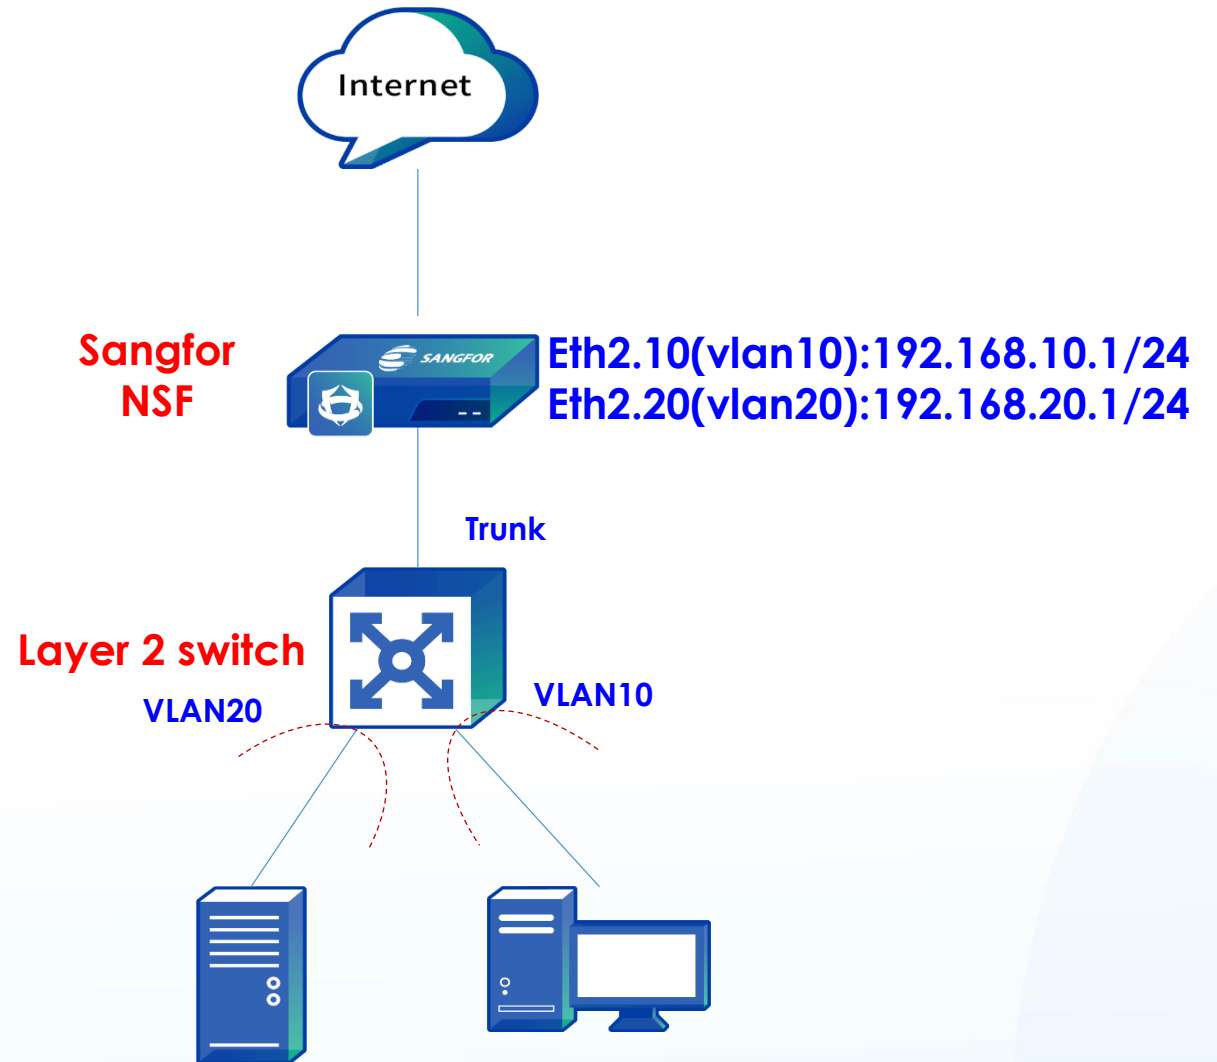 Internet
Sangfor
NSF
SANGFOR
Eth2.10(vlan10):192.168.10.1/24
Eth2.20(vlan20):192.168.20.1/24
Trunk
Layer 2 switch
VLAN20
VLAN10